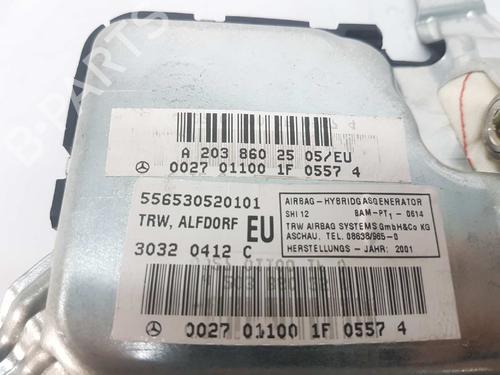 B-PARTS
A 203 860 25 05/EU
0027 01100 1F 0557 4
556530520101
TRW, ALFDORF EU
3032 0412 C
AIRBAG-HYBRIDGASGENERATOR
SHI 12 BAM-PT1-0614
TRW AIRBAG SYSTEMS GmbH&Co KG
ASCHAU, TEL. 08638/965-0
HERSTELLUNGS-JAHR: 2001
0027 01100 1F 0557 4